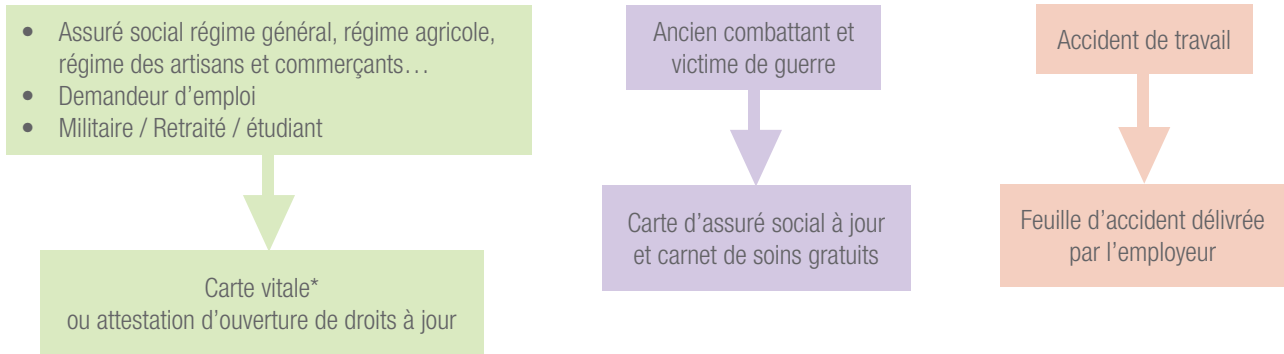 • Assuré social régime général, régime agricole,
régime des artisans et commerçants…
• Demandeur d’emploi
• Militaire / Retraité / étudiant
Carte vitale*
ou attestation d’ouverture de droits à jour
Ancien combattant et
victime de guerre
Carte d’assuré social à jour
et carnet de soins gratuits
Accident de travail
Feuille d’accident délivrée
par l’employeur